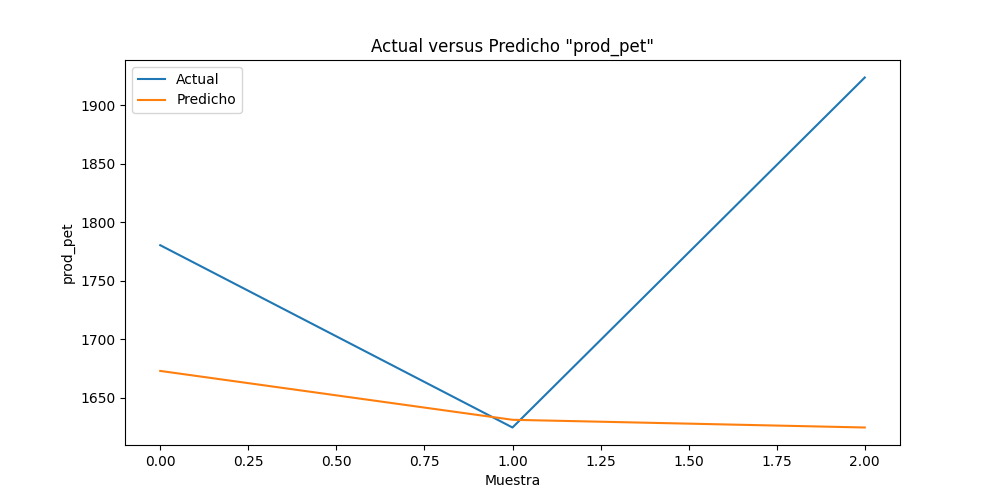 Actual versus Predicho "prod_pet"
Actual
Predicho
1900
1850
1800
1750
1700
1650
prod_pet
0.00 0.25 0.50 0.75 1.00 1.25 1.50 1.75 2.00
Muestra